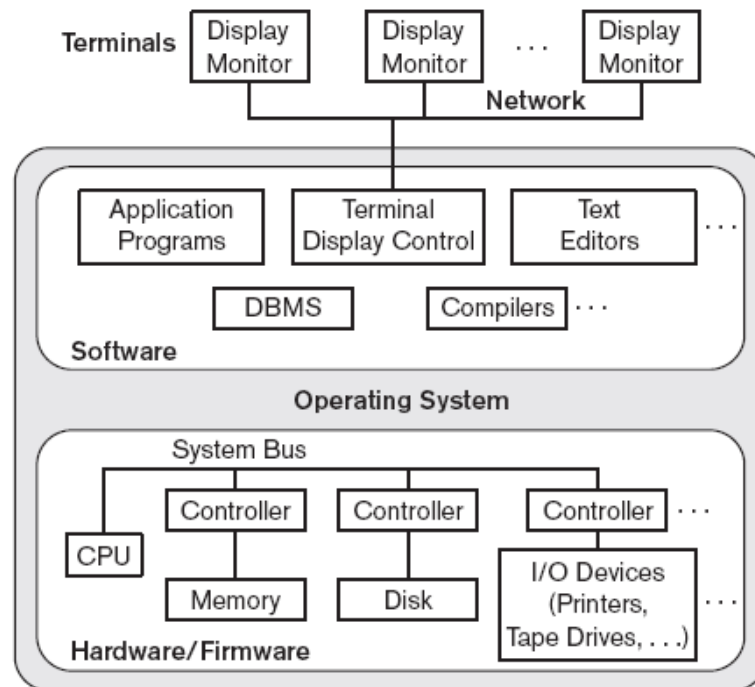 Terminals
Display
Monitor
Display
Monitor
. . .
Display
Monitor
Network
Application
Programs
Terminal
Display Control
Text
Editors
. . .
DBMS
Compilers
. . .
Software
Operating System
System Bus
Controller
Controller
Controller
. . .
CPU
Memory
Disk
I/O Devices
(Printers,
Tape Drives, . . .)
. . .
Hardware/Firmware